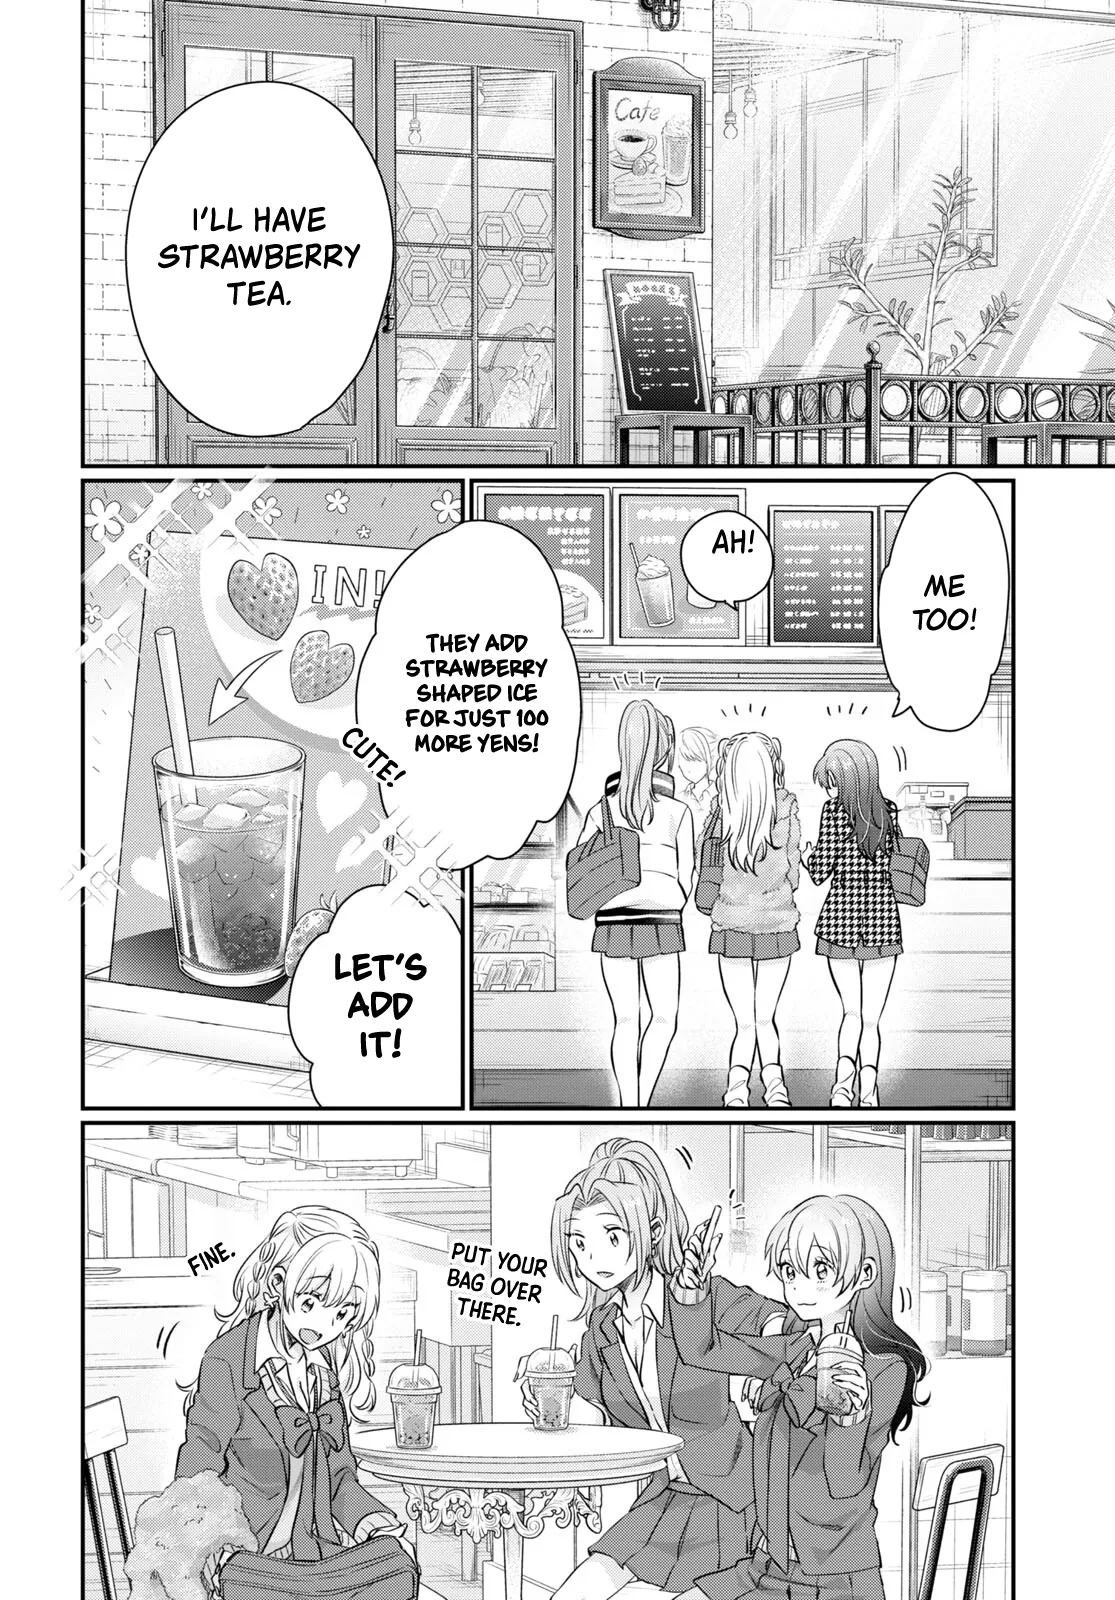 Cafe
I'LL HAVE
STRAWBERRY
TEA.
ME
TOO!
AH!
THEY ADD
STRAWBERRY
SHAPED ICE
FOR JUST 100
MORE YENS!
CUTE!
IN!
LET'S
ADD
IT!
PUT YOUR
BAG OVER
THERE.
FINE.